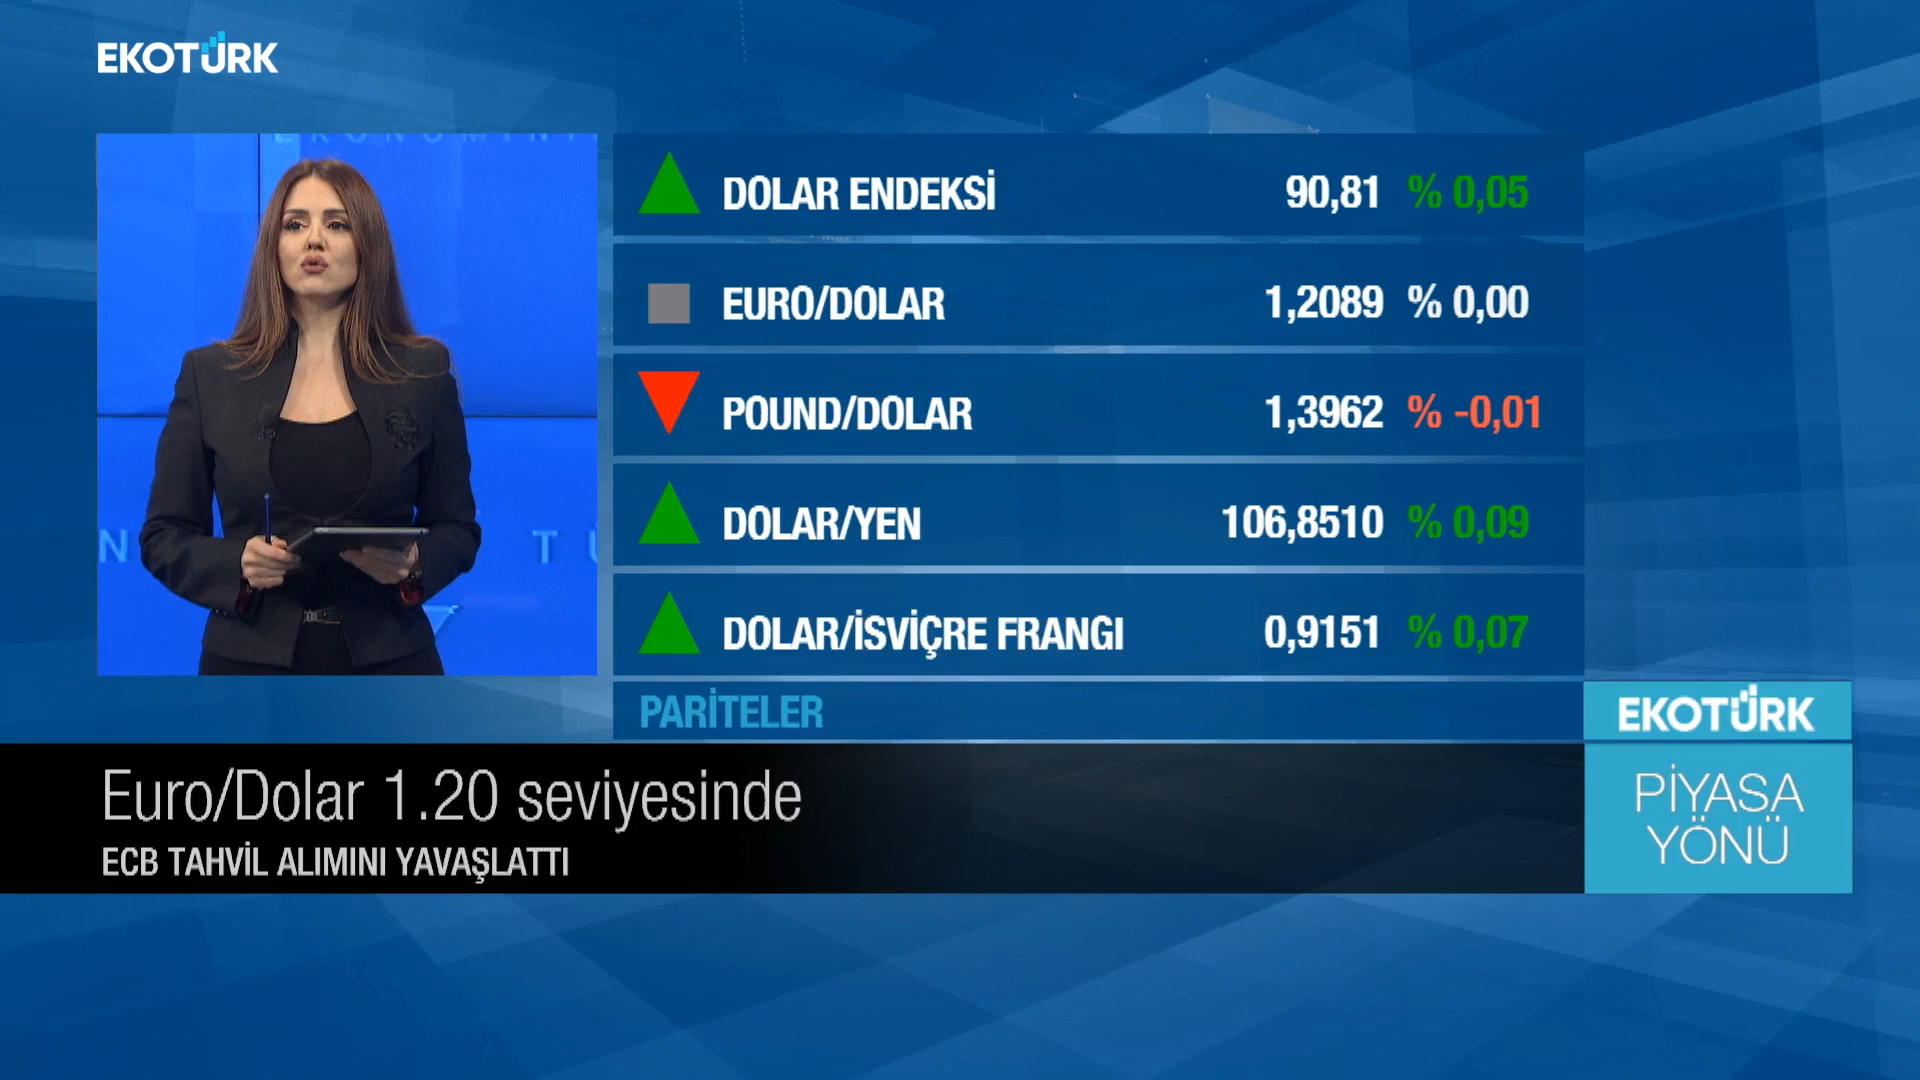 EKOTÜRK
DOLAR ENDEKSİ 90,81 % 0,05
EURO/DOLAR 1,2089 % 0,00
POUND/DOLAR 1,3962 % -0,01
DOLAR/YEN 106,8510 % 0,09
DOLAR/İSVİÇRE FRANGI 0,9151 % 0,07
PARİTELER
EKOTÜRK
Euro/Dolar 1.20 seviyesinde
ECB TAHVİL ALIMINI YAVAŞLATTI
PİYASA
YÖNÜ